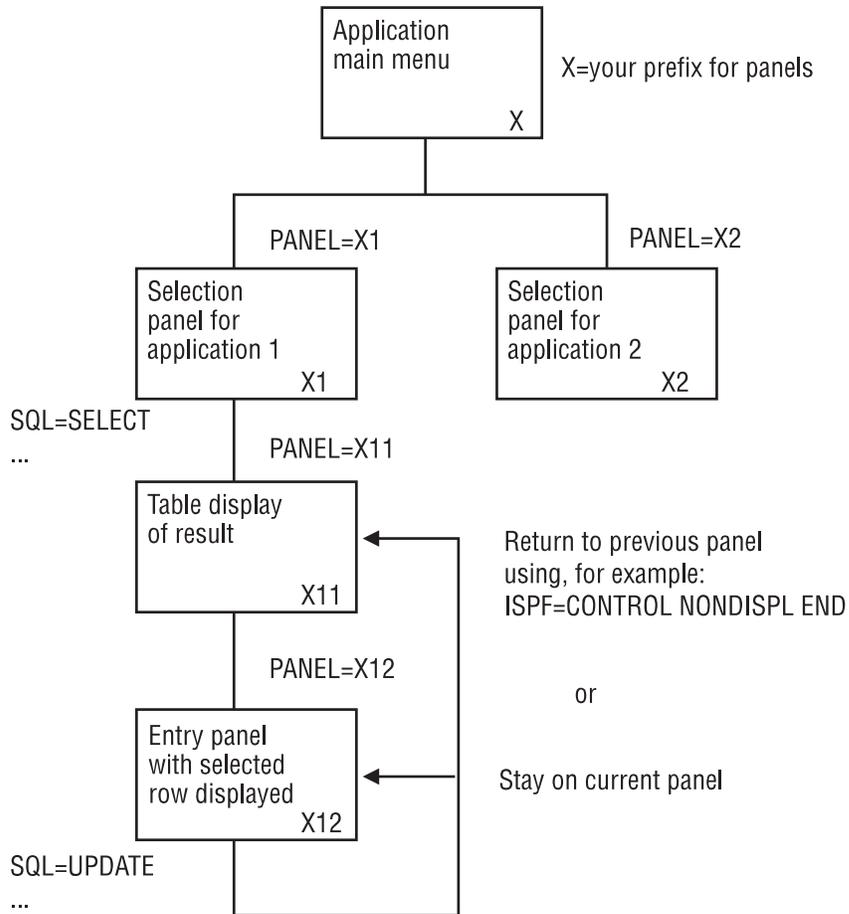 Application
main menu
X
X=your prefix for panels
PANEL=X1
PANEL=X2
Selection
panel for
application 1
X1
Selection
panel for
application 2
X2
SQL=SELECT
...
PANEL=X11
Table display
of result
X11
Return to previous panel
using, for example:
ISPF=CONTROL NONDISPL END
PANEL=X12
or
Entry panel
with selected
row displayed
X12
Stay on current panel
SQL=UPDATE
...